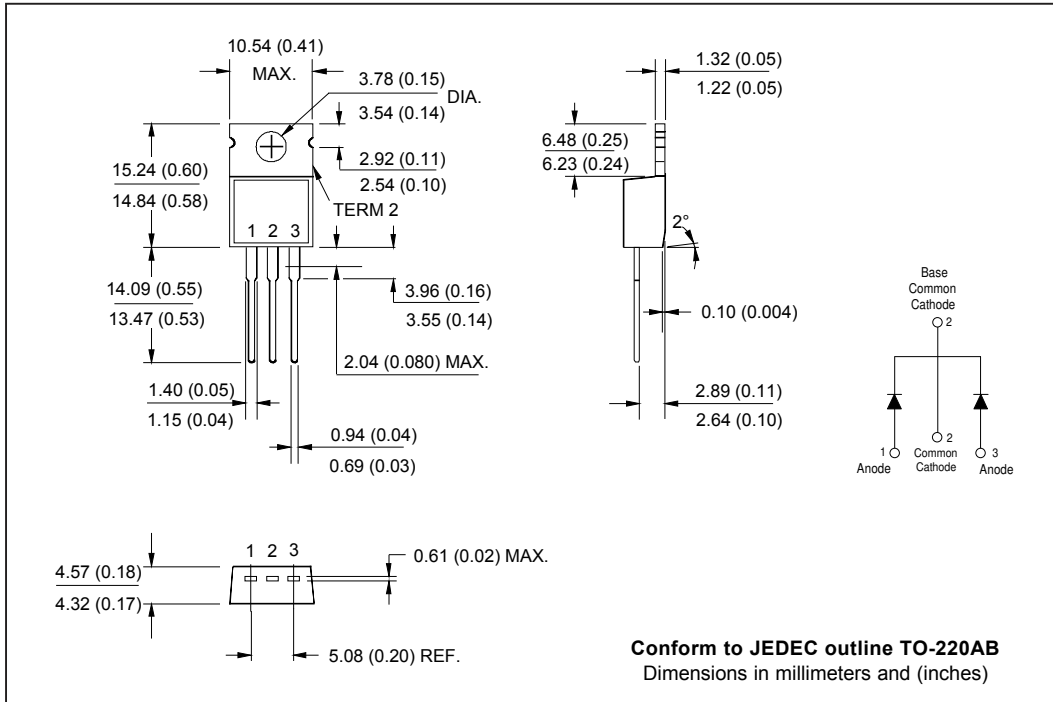 10.54 (0.41)
MAX.
3.78 (0.15)
3.54 (0.14)
DIA.
2.92 (0.11)
2.54 (0.10)
TERM 2
15.24 (0.60)
14.84 (0.58)
1 2 3
14.09 (0.55)
13.47 (0.53)
3.96 (0.16)
3.55 (0.14)
2.04 (0.080) MAX.
1.40 (0.05)
1.15 (0.04)
0.94 (0.04)
0.69 (0.03)
1.32 (0.05)
1.22 (0.05)
6.48 (0.25)
6.23 (0.24)
2°
0.10 (0.004)
2.89 (0.11)
2.64 (0.10)
Base
Common
Cathode
2
2
1
Anode
Common
Cathode
3
Anode
1 2 3
4.57 (0.18)
4.32 (0.17)
0.61 (0.02) MAX.
5.08 (0.20) REF.
Conform to JEDEC outline TO-220AB
Dimensions in millimeters and (inches)